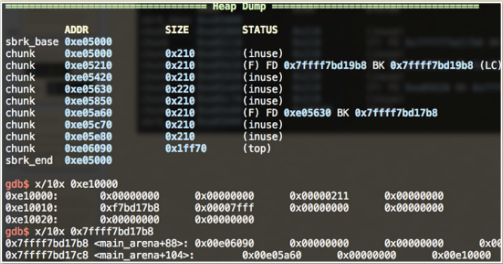 Heap Dump
ADDR SIZE STATUS
sbrk_base 0xe05000
chunk 0xe05000 0x210 (inuse)
chunk 0xe05210 0x210 (F) FD 0x7ffff7bd19b8 BK 0x7ffff7bd19b8 (LC)
chunk 0xe05420 0x210 (inuse)
chunk 0xe05630 0x220 (inuse)
chunk 0xe05850 0x210 (inuse)
chunk 0xe05a60 0x210 (F) FD 0xe05630 BK 0x7ffff7bd17b8
chunk 0xe05c70 0x210 (inuse)
chunk 0xe05e80 0x210 (inuse)
chunk 0xe06090 0x1ff70 (top)
sbrk_end 0xe05000
gdb$ x/10x 0xe10000
0xe10000: 0x00000000 0x00000000 0x00000211 0x00000000
0xe10010: 0xf7bd17b8 0x00007fff 0x00000000 0x00000000
0xe10020: 0x00000000 0x00000000
gdb$ x/10x 0x7ffff7bd17b8
0x7ffff7bd17b8 <main_arena+88>: 0x00e06090 0x00000000 0x00000000
0x7ffff7bd17c8 <main_arena+104>: 0x00e05a60 0x00000000 0x00e10000